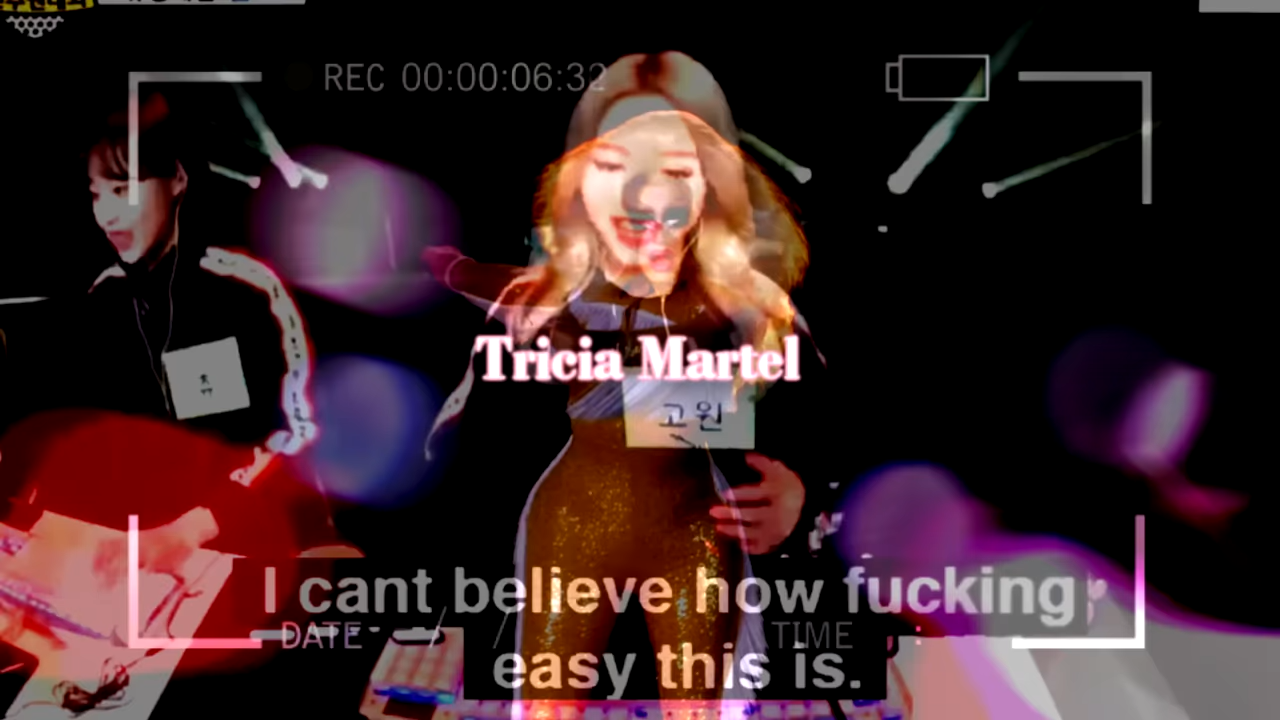 REC 00:00:06:32
Tricia Martel
고원
I cant believe how fucking
DATE / / TIME :
easy this is.